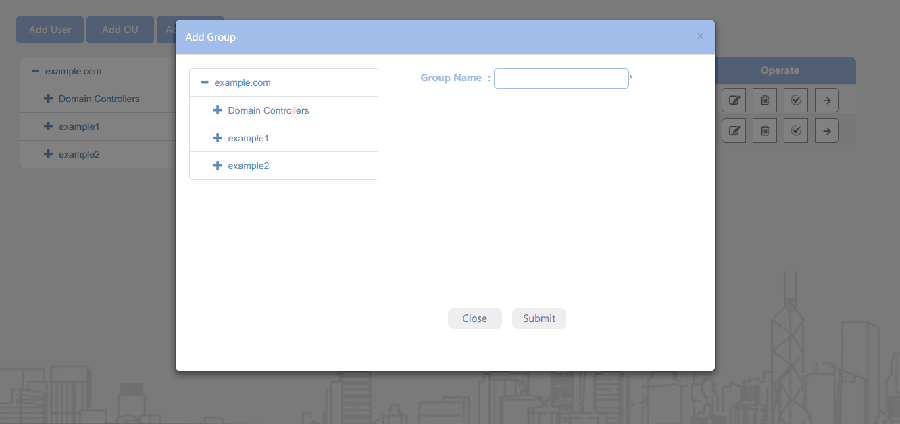 Add User Add OU
Add Group ×
example.com
Domain Controllers
example1
example2
example.com
Domain Controllers
example1
example2
Group Name : *
Operate
Close Submit